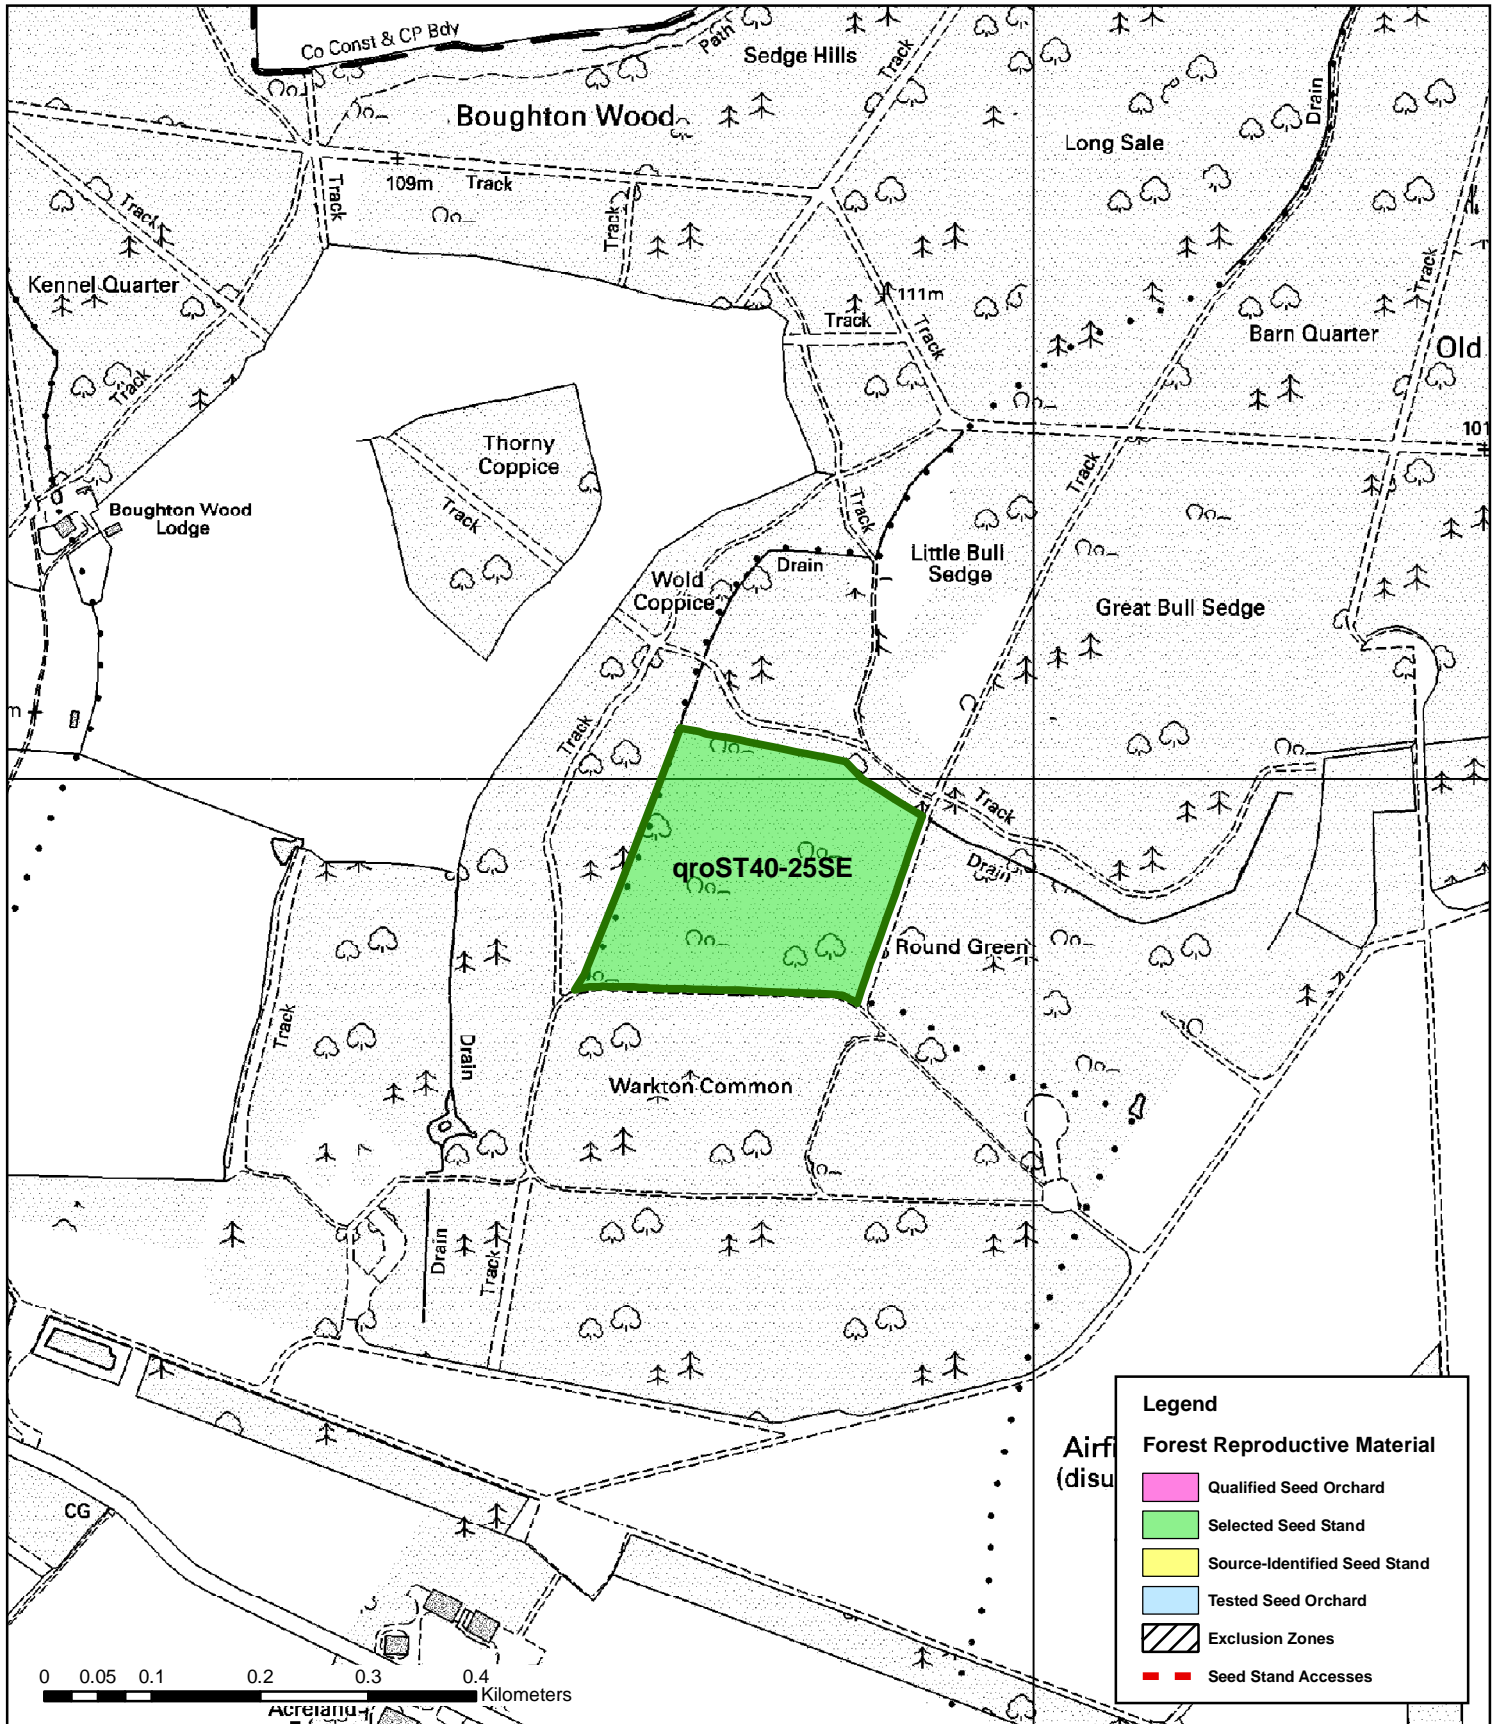 Co Const & CP Bdy
Path
Sedge Hills
Track
Drain
Boughton Wood
Long Sale
109m
Track
Track
Track
Track
Track
Kennel Quarter
111m
Track
Track
Barn Quarter
Old
Track
Track
Thorny
Coppice
101
Track
Track
Track
Boughton Wood
Lodge
Drain
Little Bull
Sedge
Wold
Coppice
Great Bull Sedge
m
Track
Track
qroST40-25SE
Drain
Round Green
Track
Drain
Warkton Common
Drain
Track
CG
Airfi
(disu
Legend
Forest Reproductive Material
Qualified Seed Orchard
Selected Seed Stand
Source-Identified Seed Stand
Tested Seed Orchard
Exclusion Zones
Seed Stand Accesses
0 0.05 0.1 0.2 0.3 0.4
Kilometers
Acreland